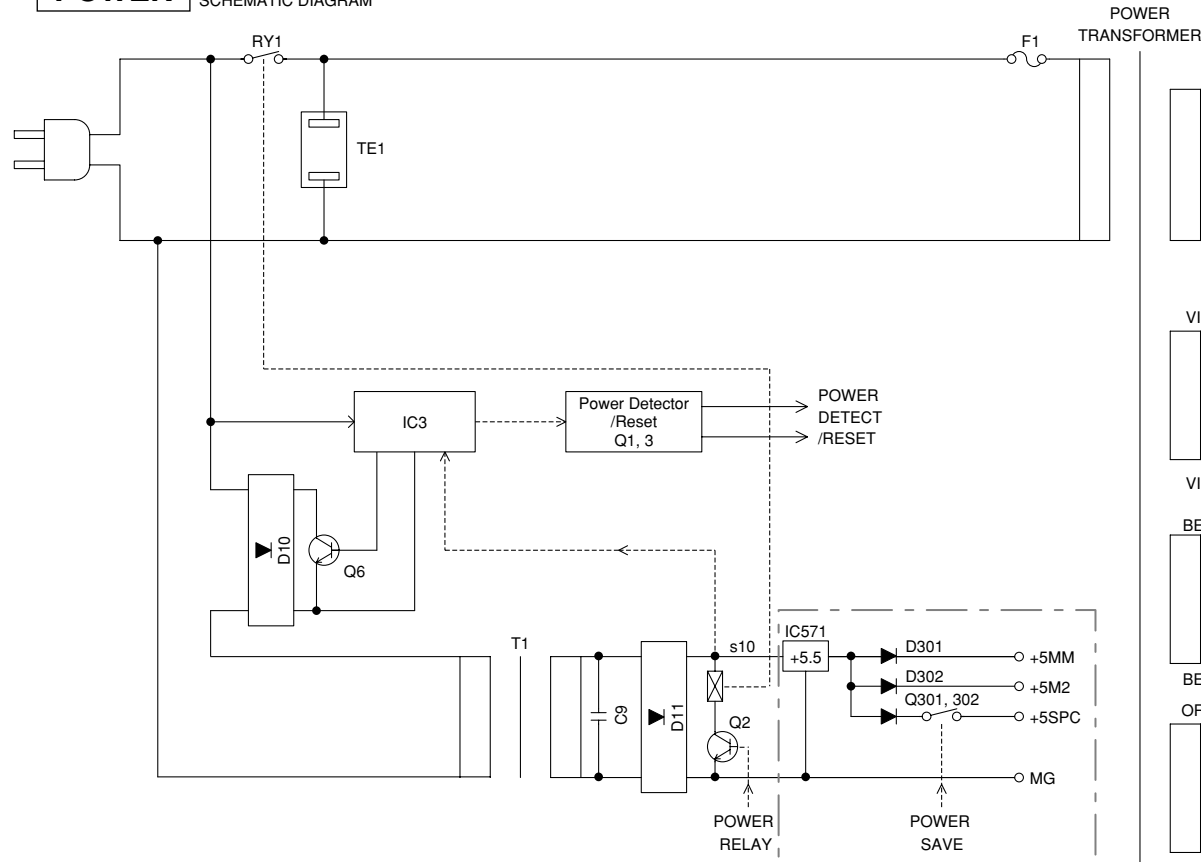 POWER
SCHEMATIC DIAGRAM
POWER
TRANSFORMER
RY1
F1
TE1
VI
IC3
Power Detector
/Reset
Q1, 3
POWER
DETECT
/RESET
VI
D10
Q6
BE
T1
s10
IC571
+5.5
D301
+5MM
D302
+5M2
BE
Q301, 302
+5SPC
OP
C9
D11
Q2
MG
POWER
RELAY
POWER
SAVE